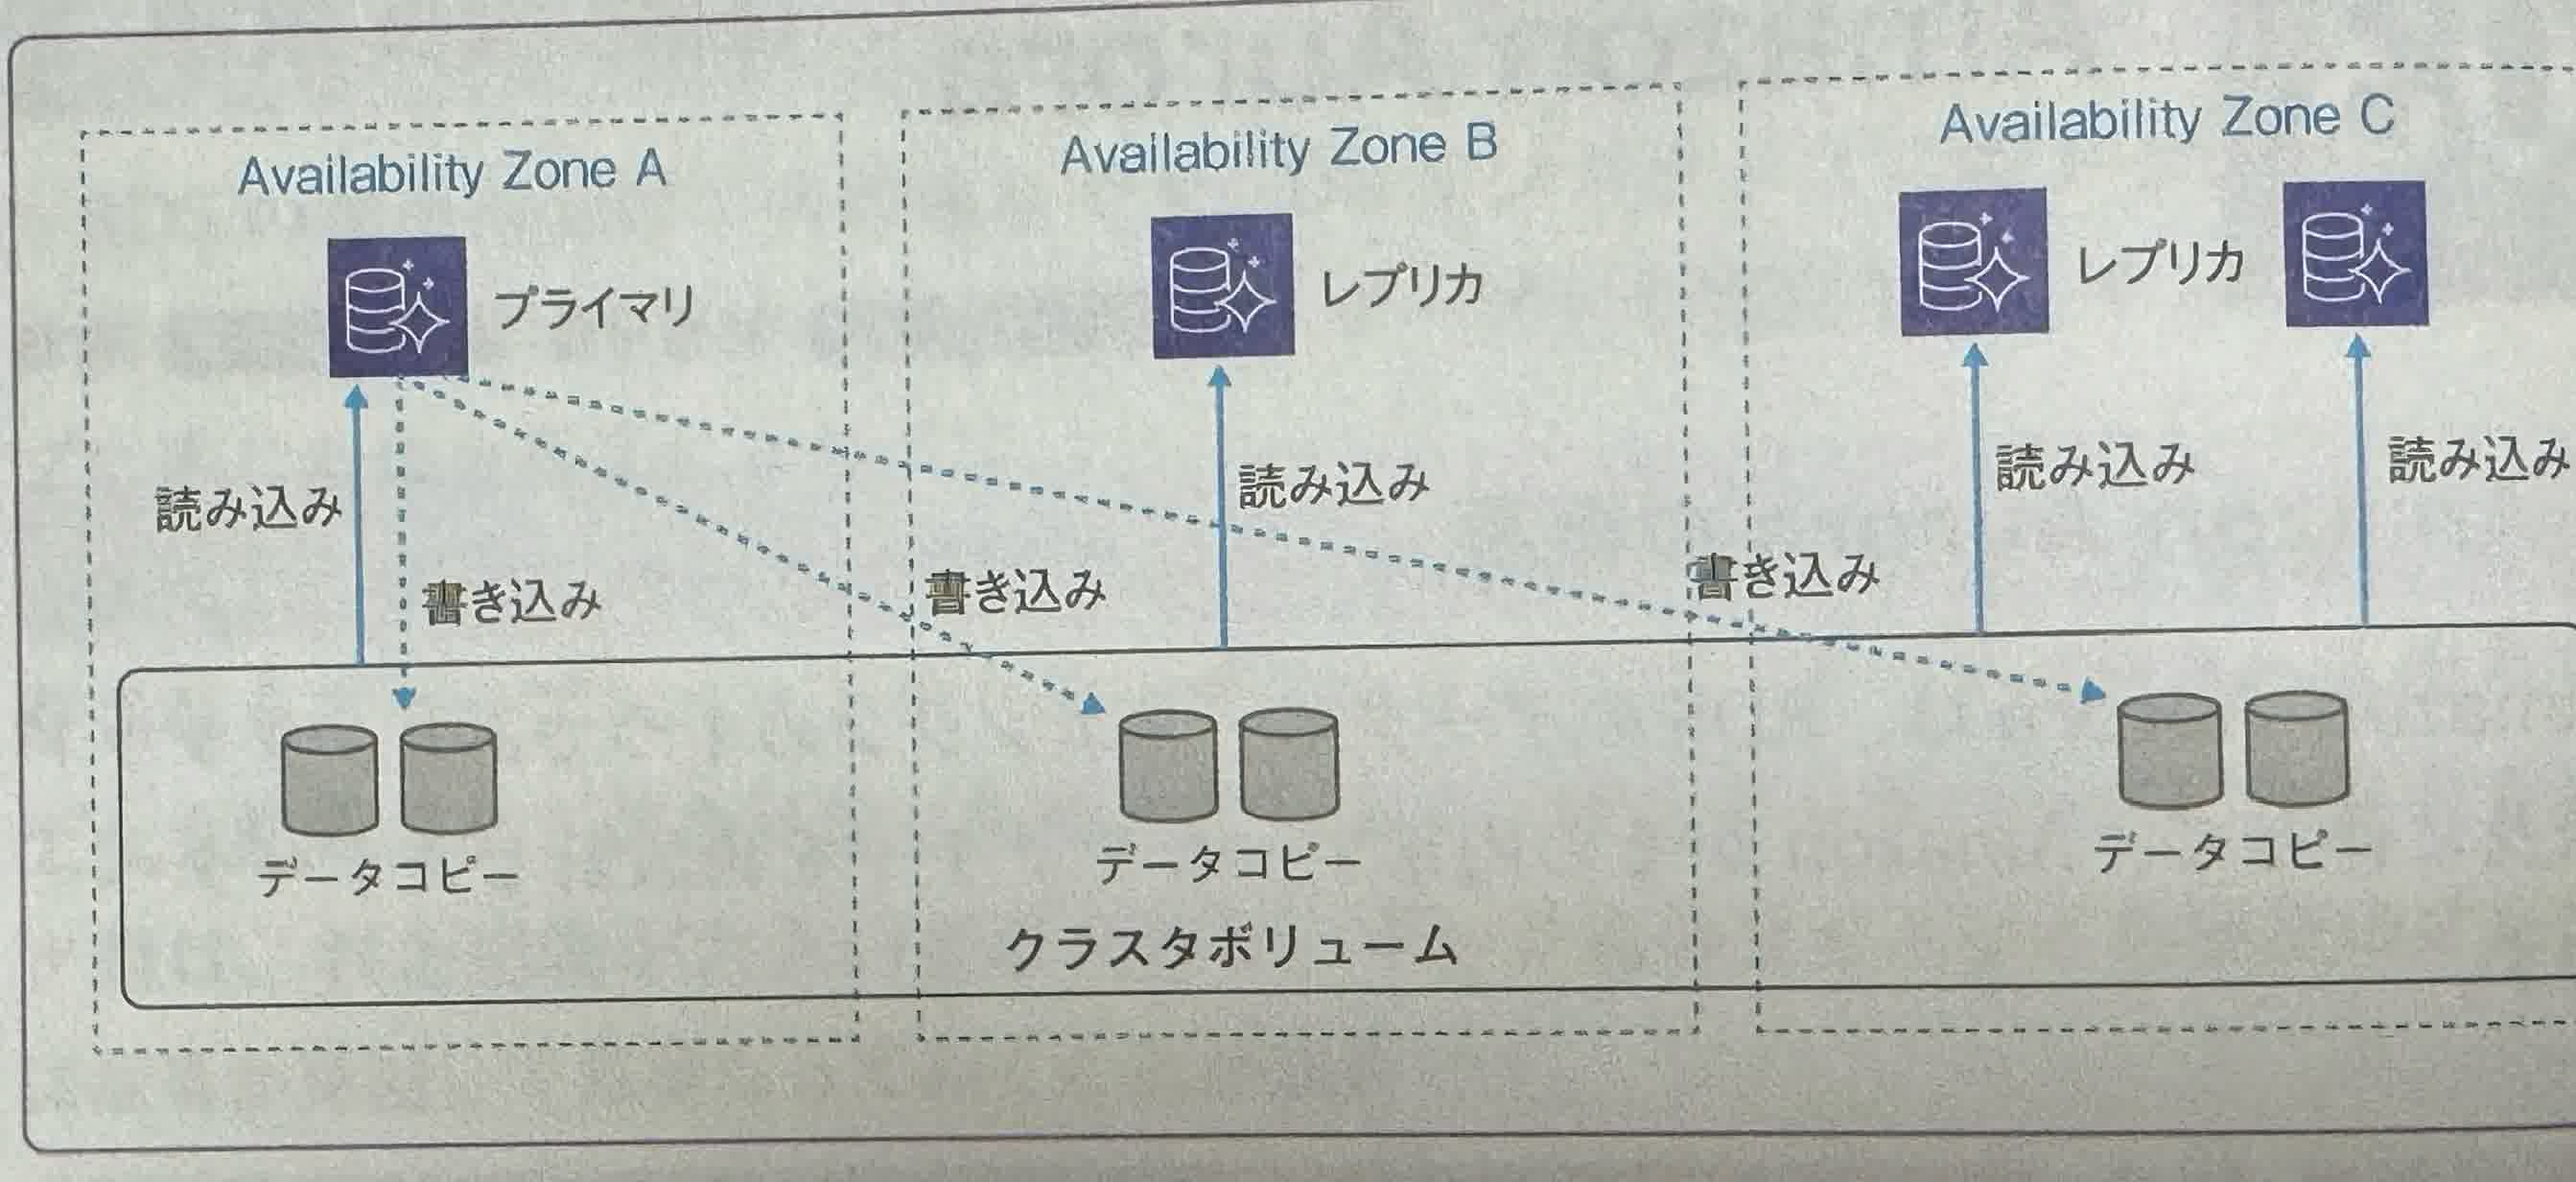 Availability Zone A
Availability Zone B
Availability Zone C
プライマリ
レプリカ
レプリカ
読み込み
読み込み
読み込み
読み込み
書き込み
書き込み
書き込み
データコピー
データコピー
データコピー
クラスタボリューム